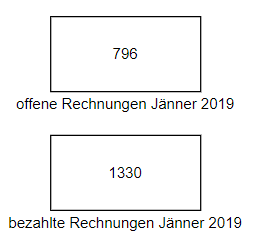 796
offene Rechnungen Jänner 2019
1330
bezahlte Rechnungen Jänner 2019